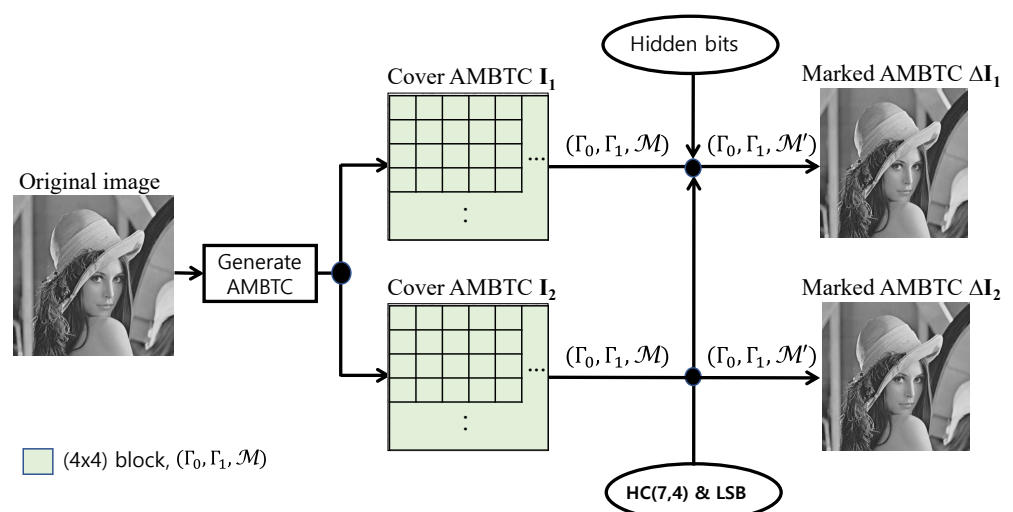 Hidden bits
Cover AMBTC I₁
Marked AMBTC ΔI₁
(Γ₀, Γ₁, ℳ)
(Γ₀, Γ₁, ℳ′)
...
:
Original image
Generate
AMBTC
Cover AMBTC I₂
Marked AMBTC ΔI₂
(Γ₀, Γ₁, ℳ)
(Γ₀, Γ₁, ℳ′)
...
:
(4x4) block, (Γ₀, Γ₁, ℳ)
HC(7,4) & LSB